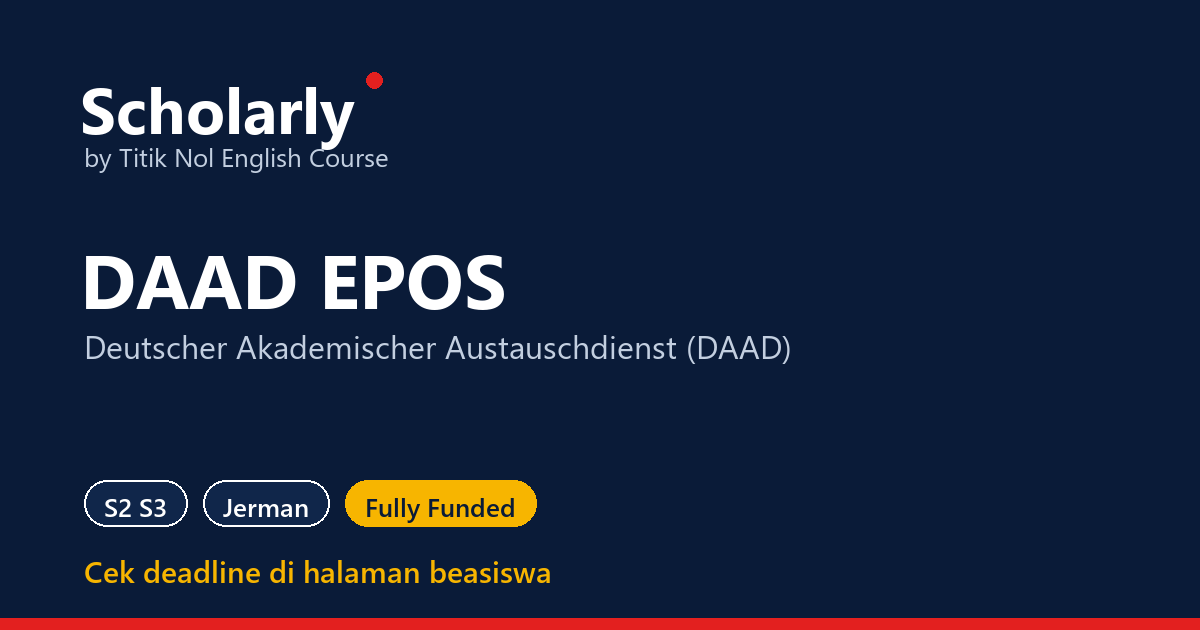 Scholarly
by Titik Nol English Course
DAAD EPOS
Deutscher Akademischer Austauschdienst (DAAD)
S2 S3 Jerman Fully Funded
Cek deadline di halaman beasiswa